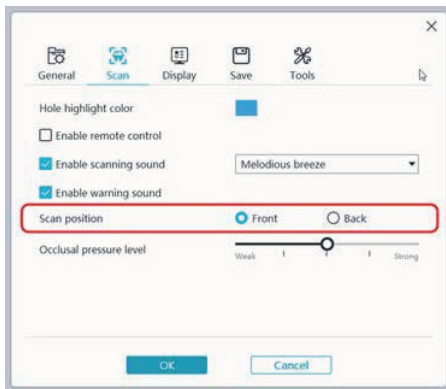 General Scan Display Save Tools
Hole highlight color
Enable remote control
Enable scanning sound Melodious breeze
Enable warning sound
Scan position Front Back
Occlusal pressure level Weak Strong
OK Cancel